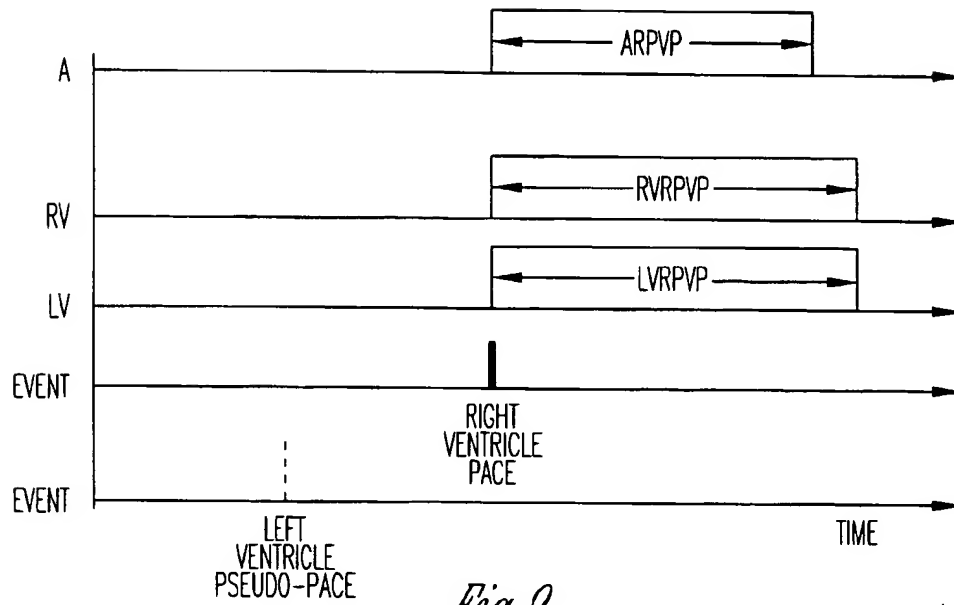 A
ARPVP
RV
RVRPVP
LV
LVRPVP
EVENT
RIGHT
VENTRICLE
PACE
EVENT
LEFT
VENTRICLE
PSEUDO-PACE
TIME